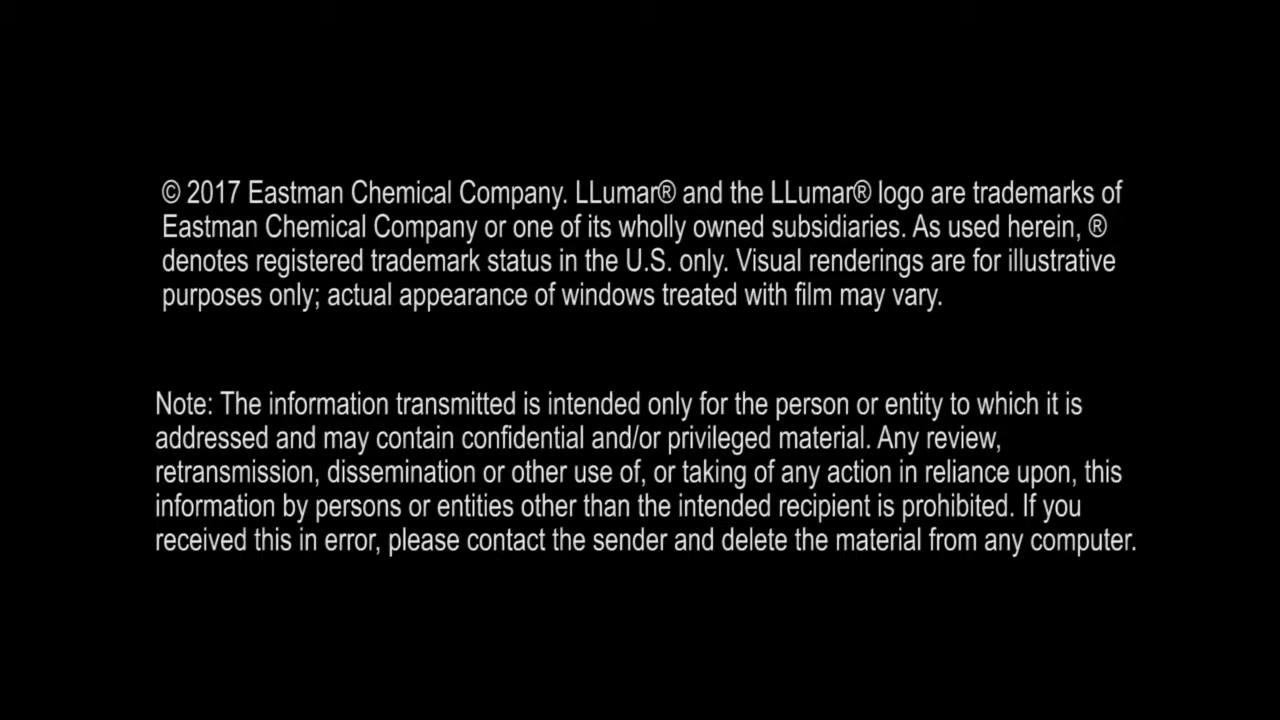 © 2017 Eastman Chemical Company. LLumar® and the LLumar® logo are trademarks of
Eastman Chemical Company or one of its wholly owned subsidiaries. As used herein, ®
denotes registered trademark status in the U.S. only. Visual renderings are for illustrative
purposes only; actual appearance of windows treated with film may vary.
Note: The information transmitted is intended only for the person or entity to which it is
addressed and may contain confidential and/or privileged material. Any review,
retransmission, dissemination or other use of, or taking of any action in reliance upon, this
information by persons or entities other than the intended recipient is prohibited. If you
received this in error, please contact the sender and delete the material from any computer.